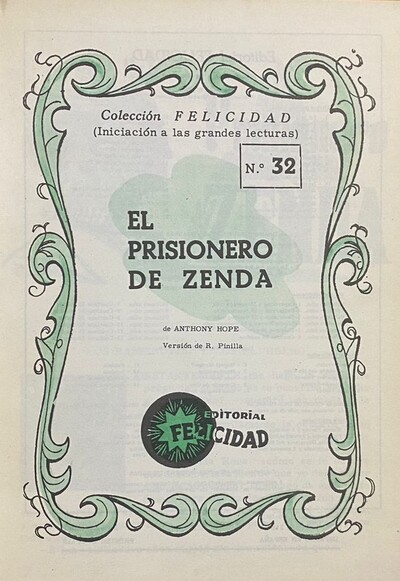 Colección FELICIDAD
(Iniciación a las grandes lecturas)
N.º 32
EL
PRISIONERO
DE ZENDA
de ANTHONY HOPE
Versión de R. Pinilla
EDITORIAL
FELICIDAD